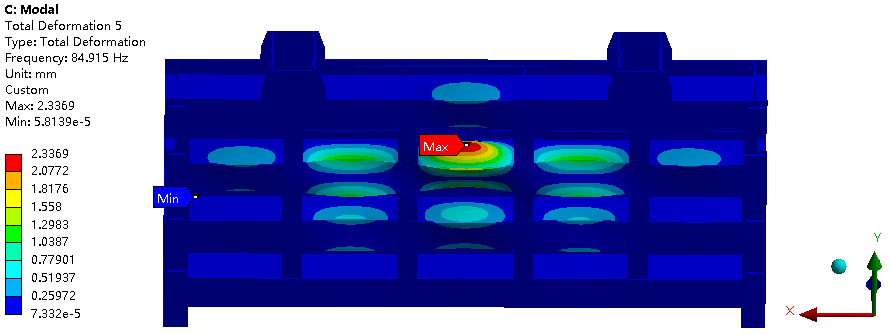 C: Modal
Total Deformation 5
Type: Total Deformation
Frequency: 84.915 Hz
Unit: mm
Custom
Max: 2.3369
Min: 5.8139e-5
2.3369
2.0772
1.8176
1.558
1.2983
1.0387
0.77901
0.51937
0.25972
7.332e-5
Max
Min
Y
X